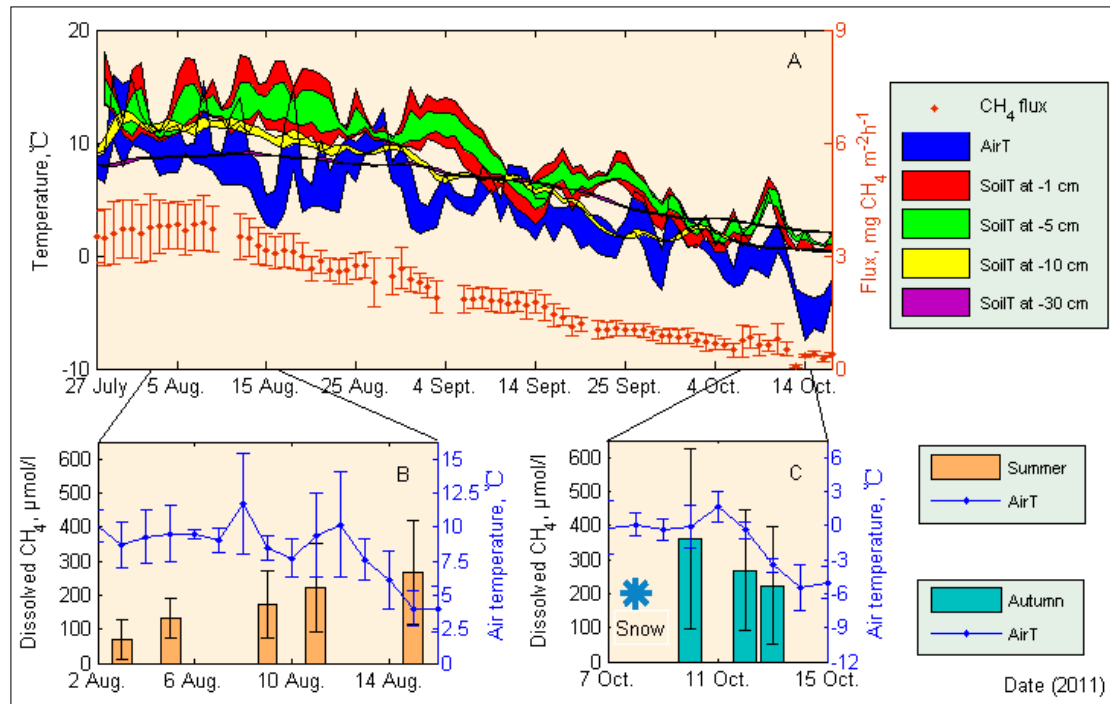 A
20
15
10
5
0
-10
Temperature, ℃
9
6
3
0
Flux, mg CH4 m-2h-1
27 July
5 Aug.
15 Aug.
25 Aug.
4 Sept.
14 Sept.
25 Sept.
4 Oct.
14 Oct.
CH4 flux
AirT
SoilT at -1 cm
SoilT at -5 cm
SoilT at -10 cm
SoilT at -30 cm
B
600
500
400
300
200
100
0
Dissolved CH4, µmol/l
15
12.5
10
7.5
5
2.5
0
Air temperature, ℃
2 Aug.
6 Aug.
10 Aug.
14 Aug.
C
600
500
400
300
200
100
0
Dissolved CH4, µmol/l
Snow
6
3
0
-3
-6
-9
-12
Air temperature, ℃
7 Oct.
11 Oct.
15 Oct.
Summer
AirT
Autumn
AirT
Date (2011)